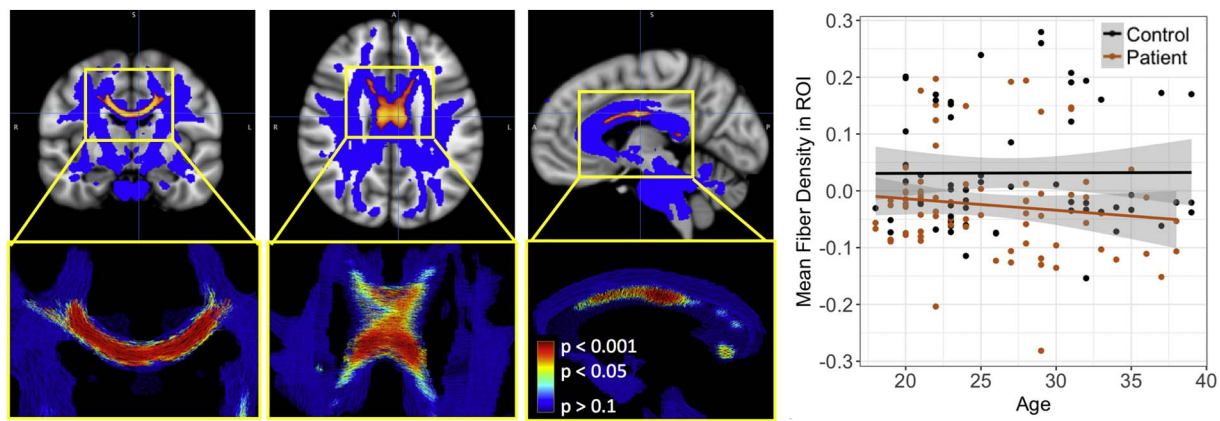 S
R
L
A
R
L
S
A
P
p < 0.001
p < 0.05
p > 0.1
Mean Fiber Density in ROI
0.3
0.2
0.1
0.0
-0.1
-0.2
-0.3
Control
Patient
20
25
30
35
40
Age